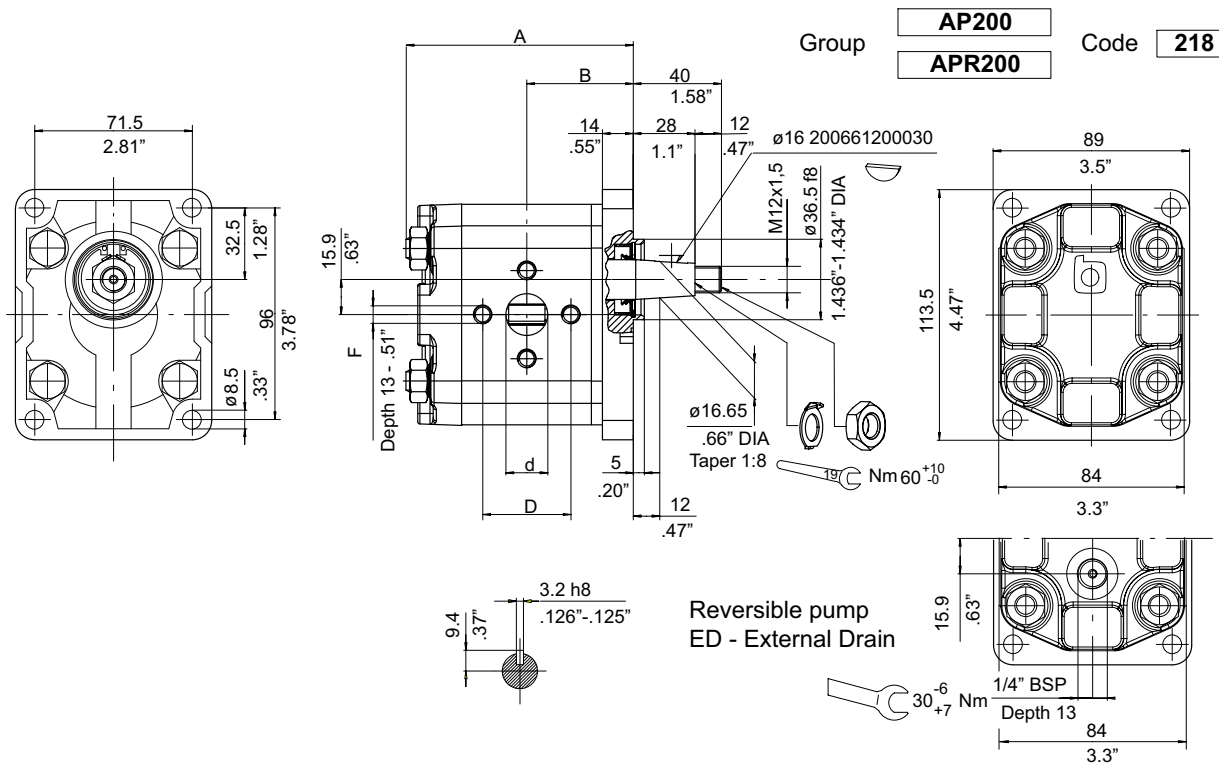 Group
AP200
APR200
Code
218
71.5
2.81”
32.5
1.28”
96
3.78”
ø8.5
.33”
A
B
40
1.58”
14
.55”
28
1.1”
12
.47”
ø16 200661200030
M12x1,5
ø36.5 f8
1.436”-1.434” DIA
15.9
.63”
F
Depth 13 - .51”
d
D
5
.20”
12
.47”
ø16.65
.66” DIA
Taper 1:8
19
Nm 60 +10 -0
89
3.5”
113.5
4.47”
84
3.3”
3.2 h8
.126”-.125”
9.4
.37”
Reversible pump
ED - External Drain
30 -6 +7 Nm
15.9
.63”
1/4” BSP
Depth 13
84
3.3”